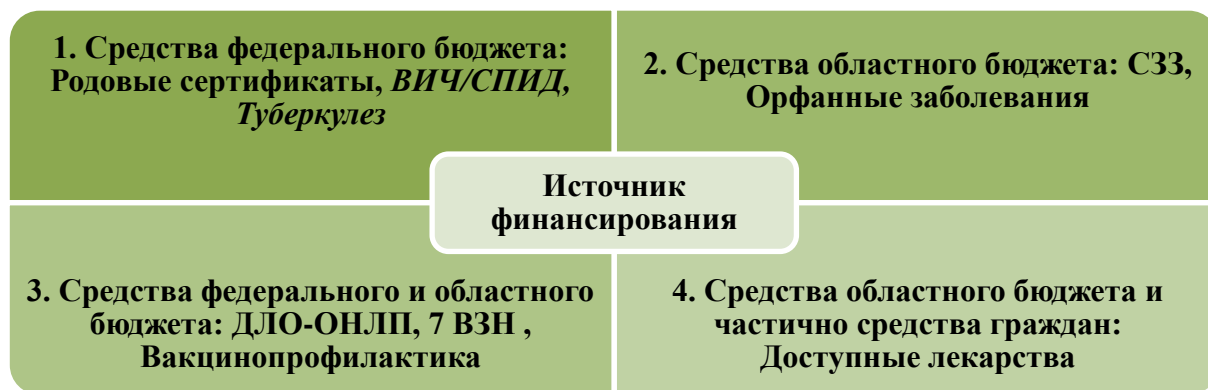 1. Средства федерального бюджета:
Родовые сертификаты, ВИЧ/СПИД,
Туберкулез
2. Средства областного бюджета: СЗЗ,
Орфанные заболевания
Источник
финансирования
3. Средства федерального и областного
бюджета: ДЛО-ОНЛП, 7 ВЗН ,
Вакцинопрофилактика
4. Средства областного бюджета и
частично средства граждан:
Доступные лекарства